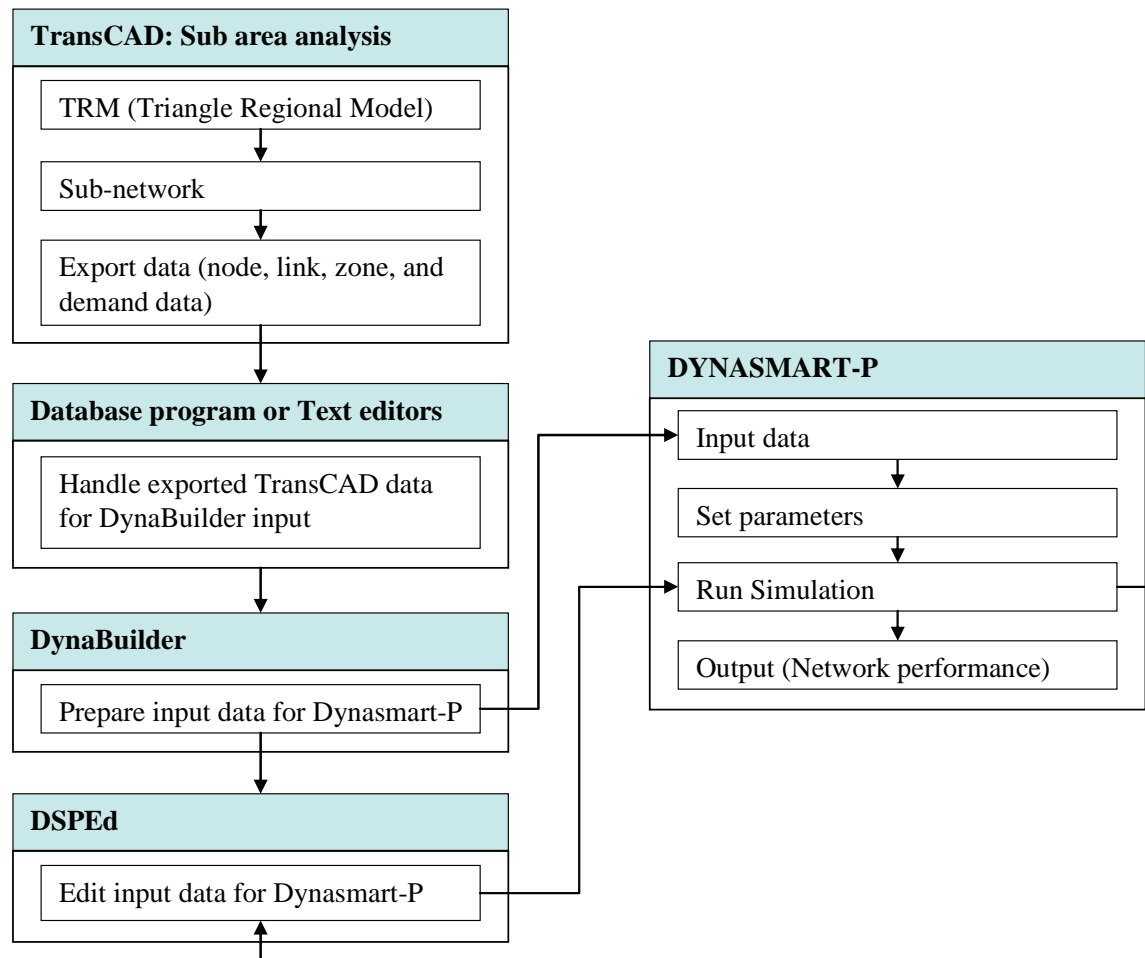 TransCAD: Sub area analysis
TRM (Triangle Regional Model)
Sub-network
Export data (node, link, zone, and
demand data)
Database program or Text editors
Handle exported TransCAD data
for DynaBuilder input
DynaBuilder
Prepare input data for Dynasmart-P
DSPEd
Edit input data for Dynasmart-P
DYNASMART-P
Input data
Set parameters
Run Simulation
Output (Network performance)